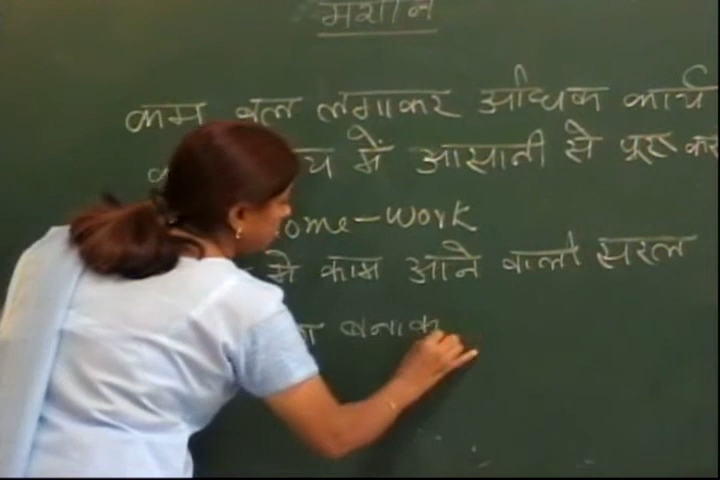 मशीन
कम बल लगाकर अधिक कार्य
में आसानी से पूरा कर
ome-work
में काम आने वाली सरल
बनाक